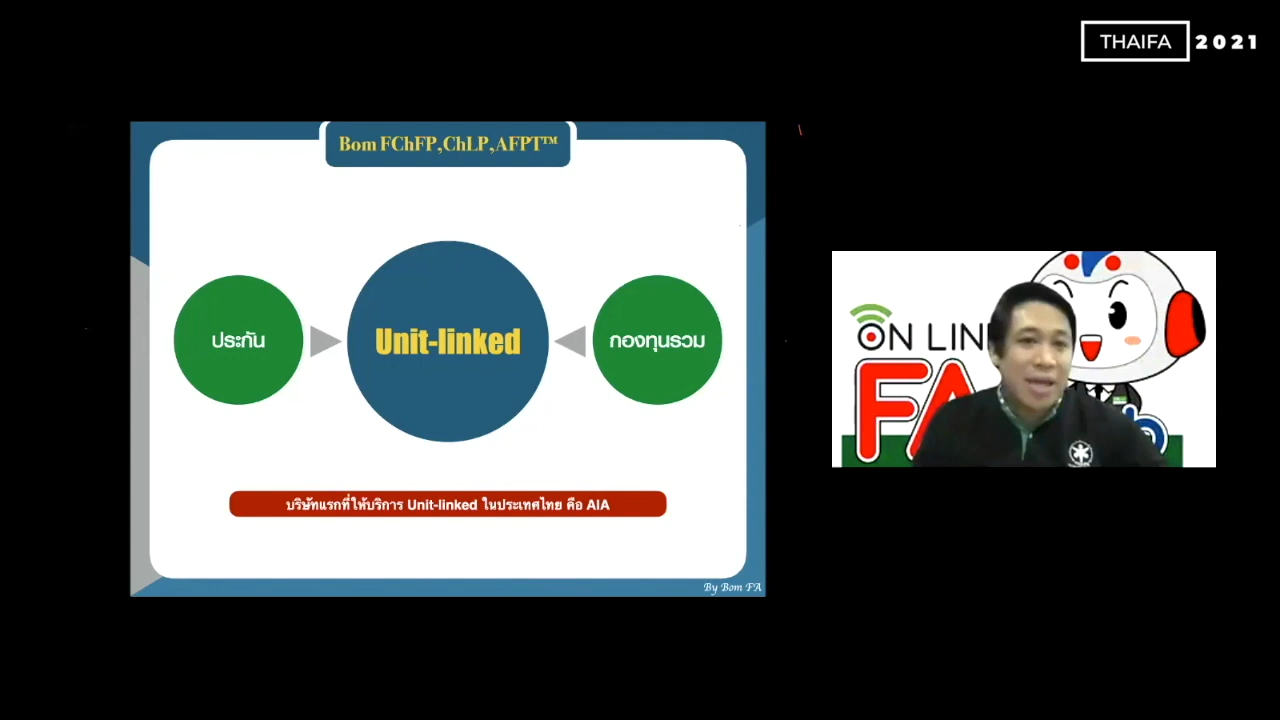 THAIFA 2021
Bom FChFP,ChLP,AFPT™
ประกัน
Unit-linked
กองทุนรวม
บริษัทแรกที่ให้บริการ Unit-linked ในประเทศไทย คือ AIA
By Bom FA
ON LIN
FA